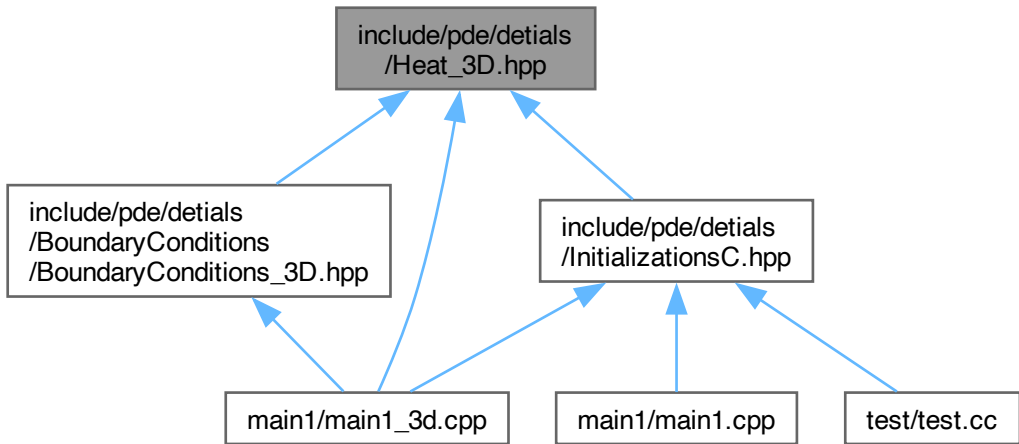 include/pde/detials
/Heat_3D.hpp
include/pde/detials
/BoundaryConditions
/BoundaryConditions_3D.hpp
include/pde/detials
/InitializationsC.hpp
main1/main1_3d.cpp
main1/main1.cpp
test/test.cc